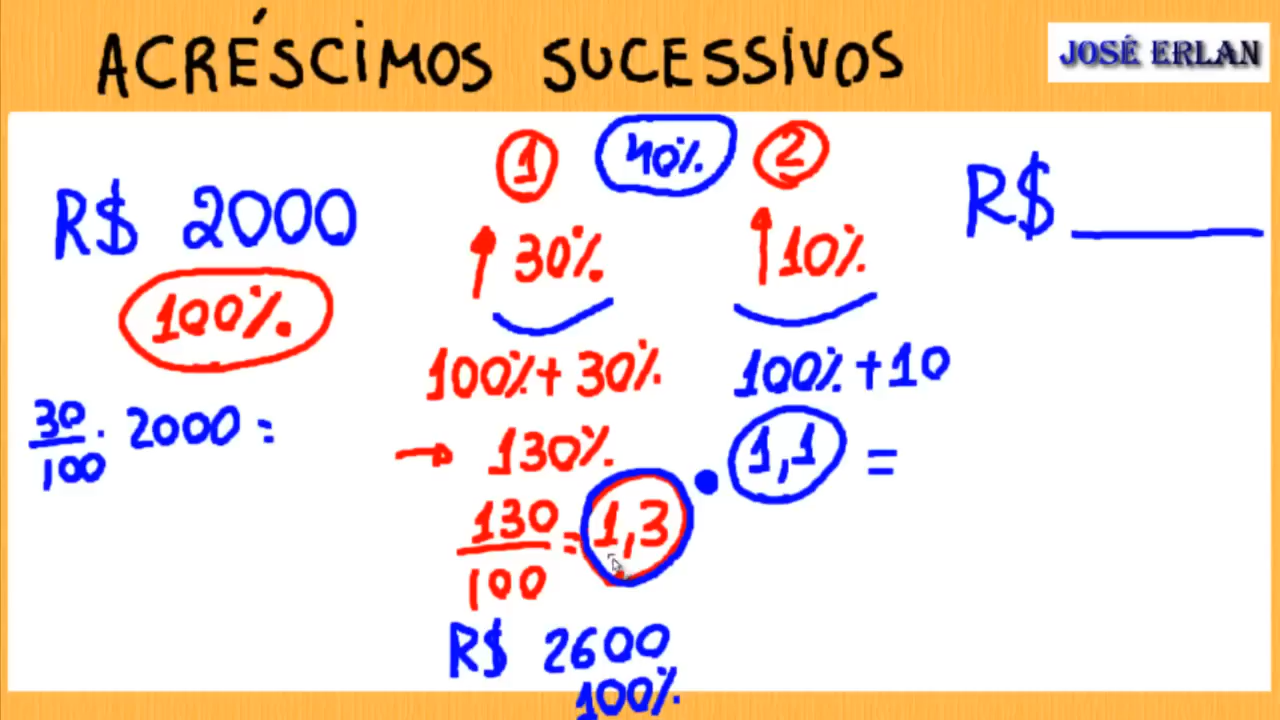 ACRÉSCIMOS SUCESSIVOS
JOSÉ ERLAN
1 40% 2
R$ 2000
30% 10%
R$ ______
100%
100% + 30% 100% + 10
30/100 · 2000 =
→ 130%
130/100 = 1,3 · 1,1 =
R$ 2600
100%